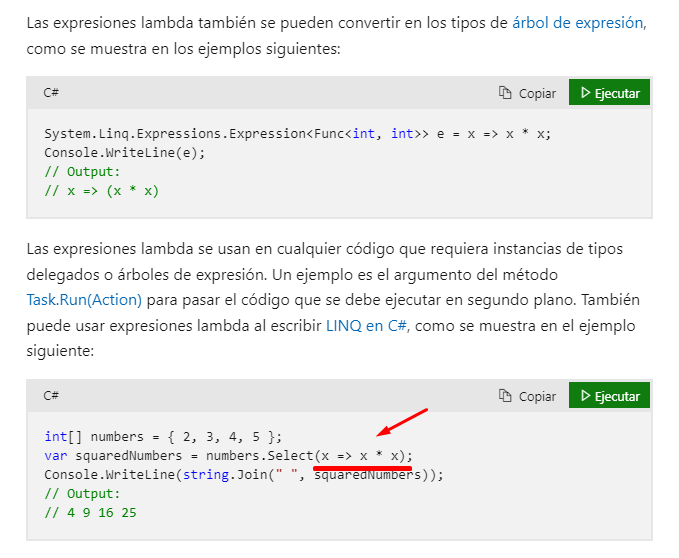 Las expresiones lambda también se pueden convertir en los tipos de árbol de expresión,
como se muestra en los ejemplos siguientes:
C#
Copiar
Ejecutar
System.Linq.Expressions.Expression<Func<int, int>> e = x => x * x;
Console.WriteLine(e);
// Output:
// x => (x * x)
Las expresiones lambda se usan en cualquier código que requiera instancias de tipos
delegados o árboles de expresión. Un ejemplo es el argumento del método
Task.Run(Action) para pasar el código que se debe ejecutar en segundo plano. También
puede usar expresiones lambda al escribir LINQ en C#, como se muestra en el ejemplo
siguiente:
C#
Copiar
Ejecutar
int[] numbers = { 2, 3, 4, 5 };
var squaredNumbers = numbers.Select(x => x * x);
Console.WriteLine(string.Join(" ", squaredNumbers));
// Output:
// 4 9 16 25